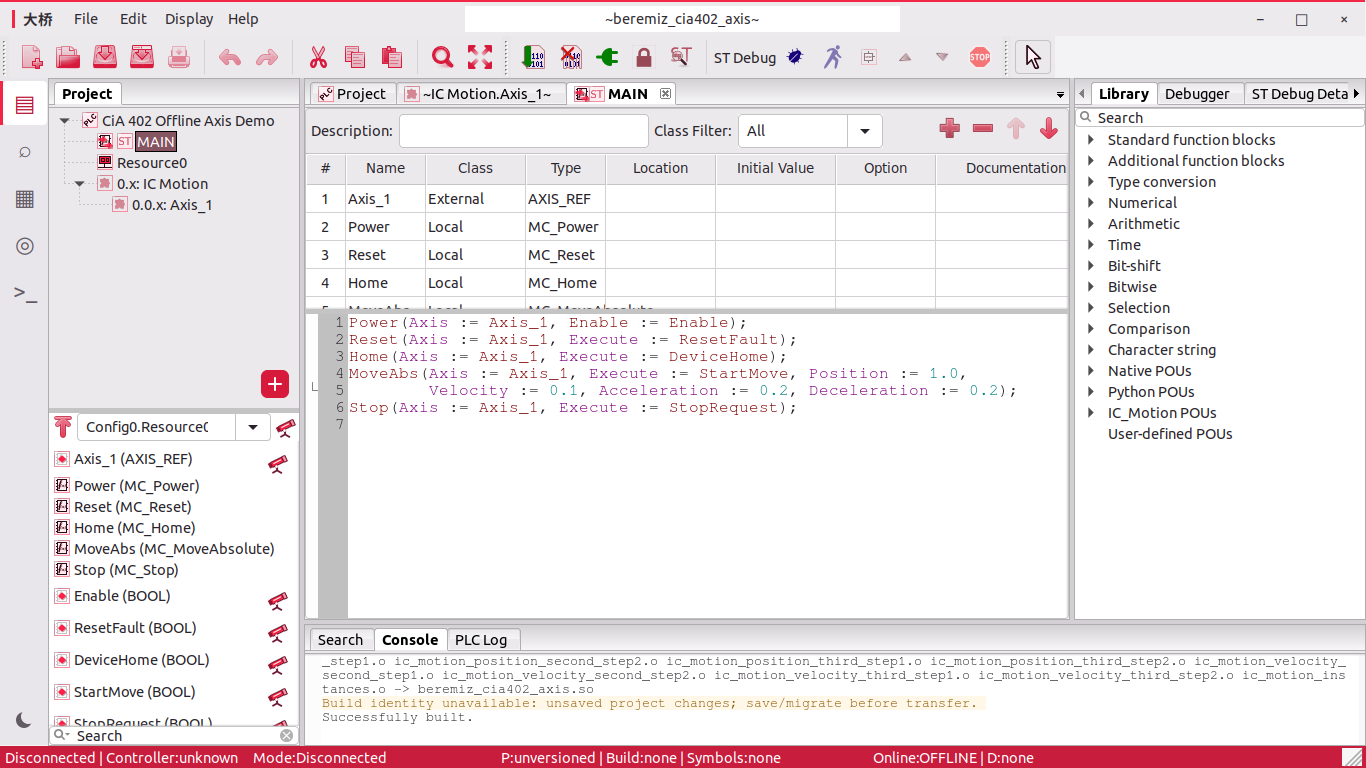 大桥 File Edit Display Help ~beremiz_cia402_axis~
ST Debug STOP
Project
CiA 402 Offline Axis Demo
ST MAIN
Resource0
0.x: IC Motion
0.0.x: Axis_1
Config0.Resource0
Axis_1 (AXIS_REF)
Power (MC_Power)
Reset (MC_Reset)
Home (MC_Home)
MoveAbs (MC_MoveAbsolute)
Stop (MC_Stop)
Enable (BOOL)
ResetFault (BOOL)
DeviceHome (BOOL)
StartMove (BOOL)
StopRequest (BOOL)
Search
Project ~IC Motion.Axis_1~ ST MAIN
Description: Class Filter: All
# Name Class Type Location Initial Value Option Documentation
1 Axis_1 External AXIS_REF
2 Power Local MC_Power
3 Reset Local MC_Reset
4 Home Local MC_Home
5 MoveAbs Local MC_MoveAbsolute
1 Power(Axis := Axis_1, Enable := Enable);
2 Reset(Axis := Axis_1, Execute := ResetFault);
3 Home(Axis := Axis_1, Execute := DeviceHome);
4 MoveAbs(Axis := Axis_1, Execute := StartMove, Position := 1.0,
5 Velocity := 0.1, Acceleration := 0.2, Deceleration := 0.2);
6 Stop(Axis := Axis_1, Execute := StopRequest);
7
Search Console PLC Log
_step1.o ic_motion_position_second_step2.o ic_motion_position_third_step1.o ic_motion_position_third_step2.o ic_motion_velocity_
second_step1.o ic_motion_velocity_second_step2.o ic_motion_velocity_third_step1.o ic_motion_velocity_third_step2.o ic_motion_ins
tances.o -> beremiz_cia402_axis.so
Build identity unavailable: unsaved project changes; save/migrate before transfer.
Successfully built.
Library Debugger ST Debug Deta
Search
Standard function blocks
Additional function blocks
Type conversion
Numerical
Arithmetic
Time
Bit-shift
Bitwise
Selection
Comparison
Character string
Native POUs
Python POUs
IC_Motion POUs
User-defined POUs
Disconnected | Controller:unknown Mode:Disconnected P:unversioned | Build:none | Symbols:none Online:OFFLINE | D:none